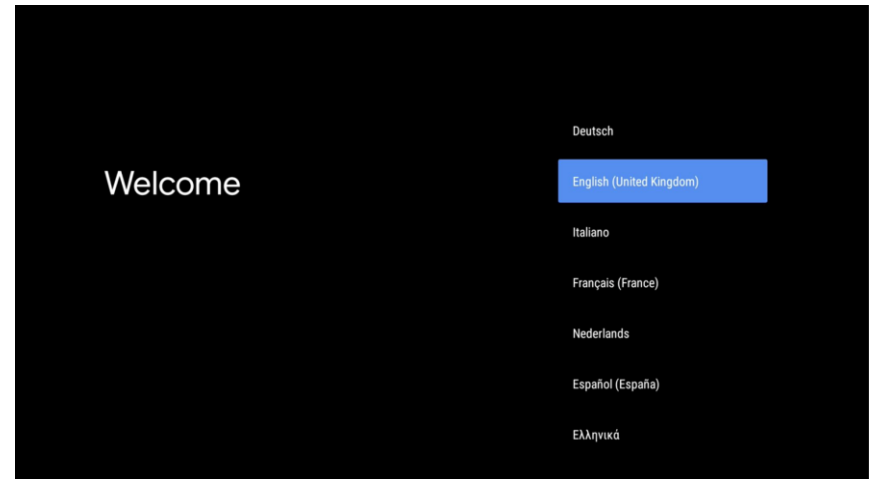 Welcome
Deutsch
English (United Kingdom)
Italiano
Français (France)
Nederlands
Español (España)
Ελληνικά